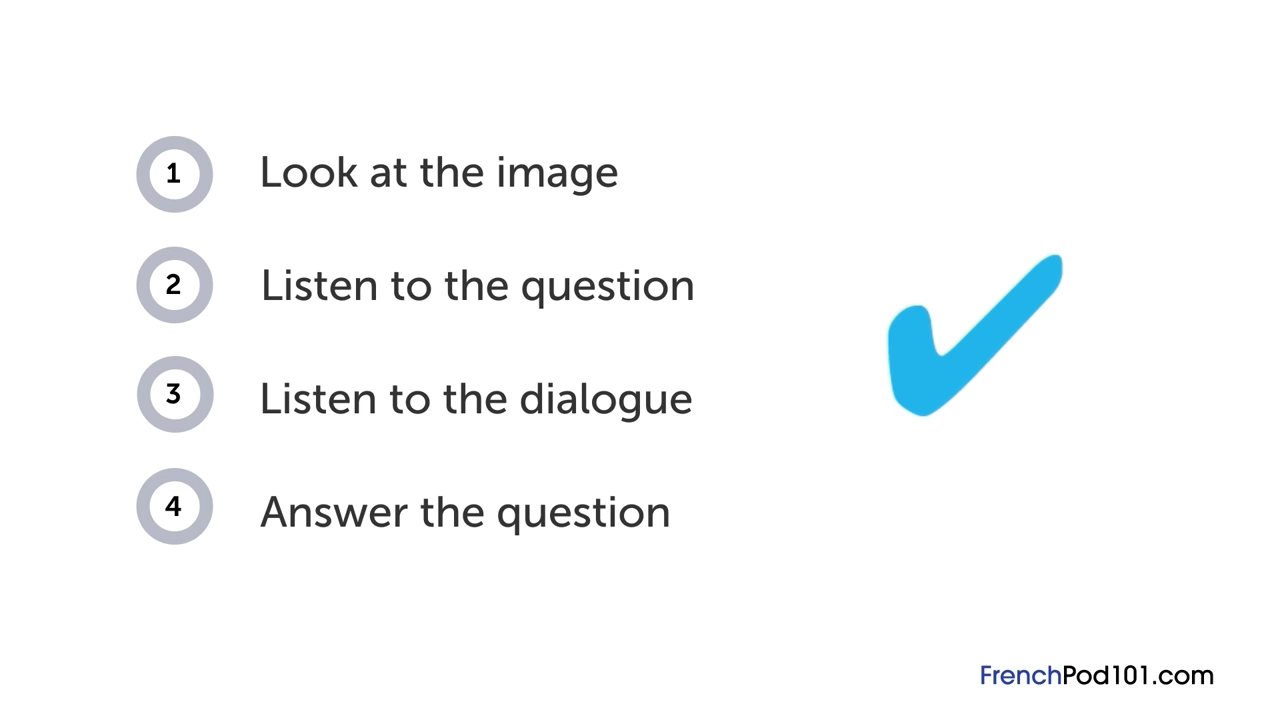 1 Look at the image
2 Listen to the question
3 Listen to the dialogue
4 Answer the question
FrenchPod101.com